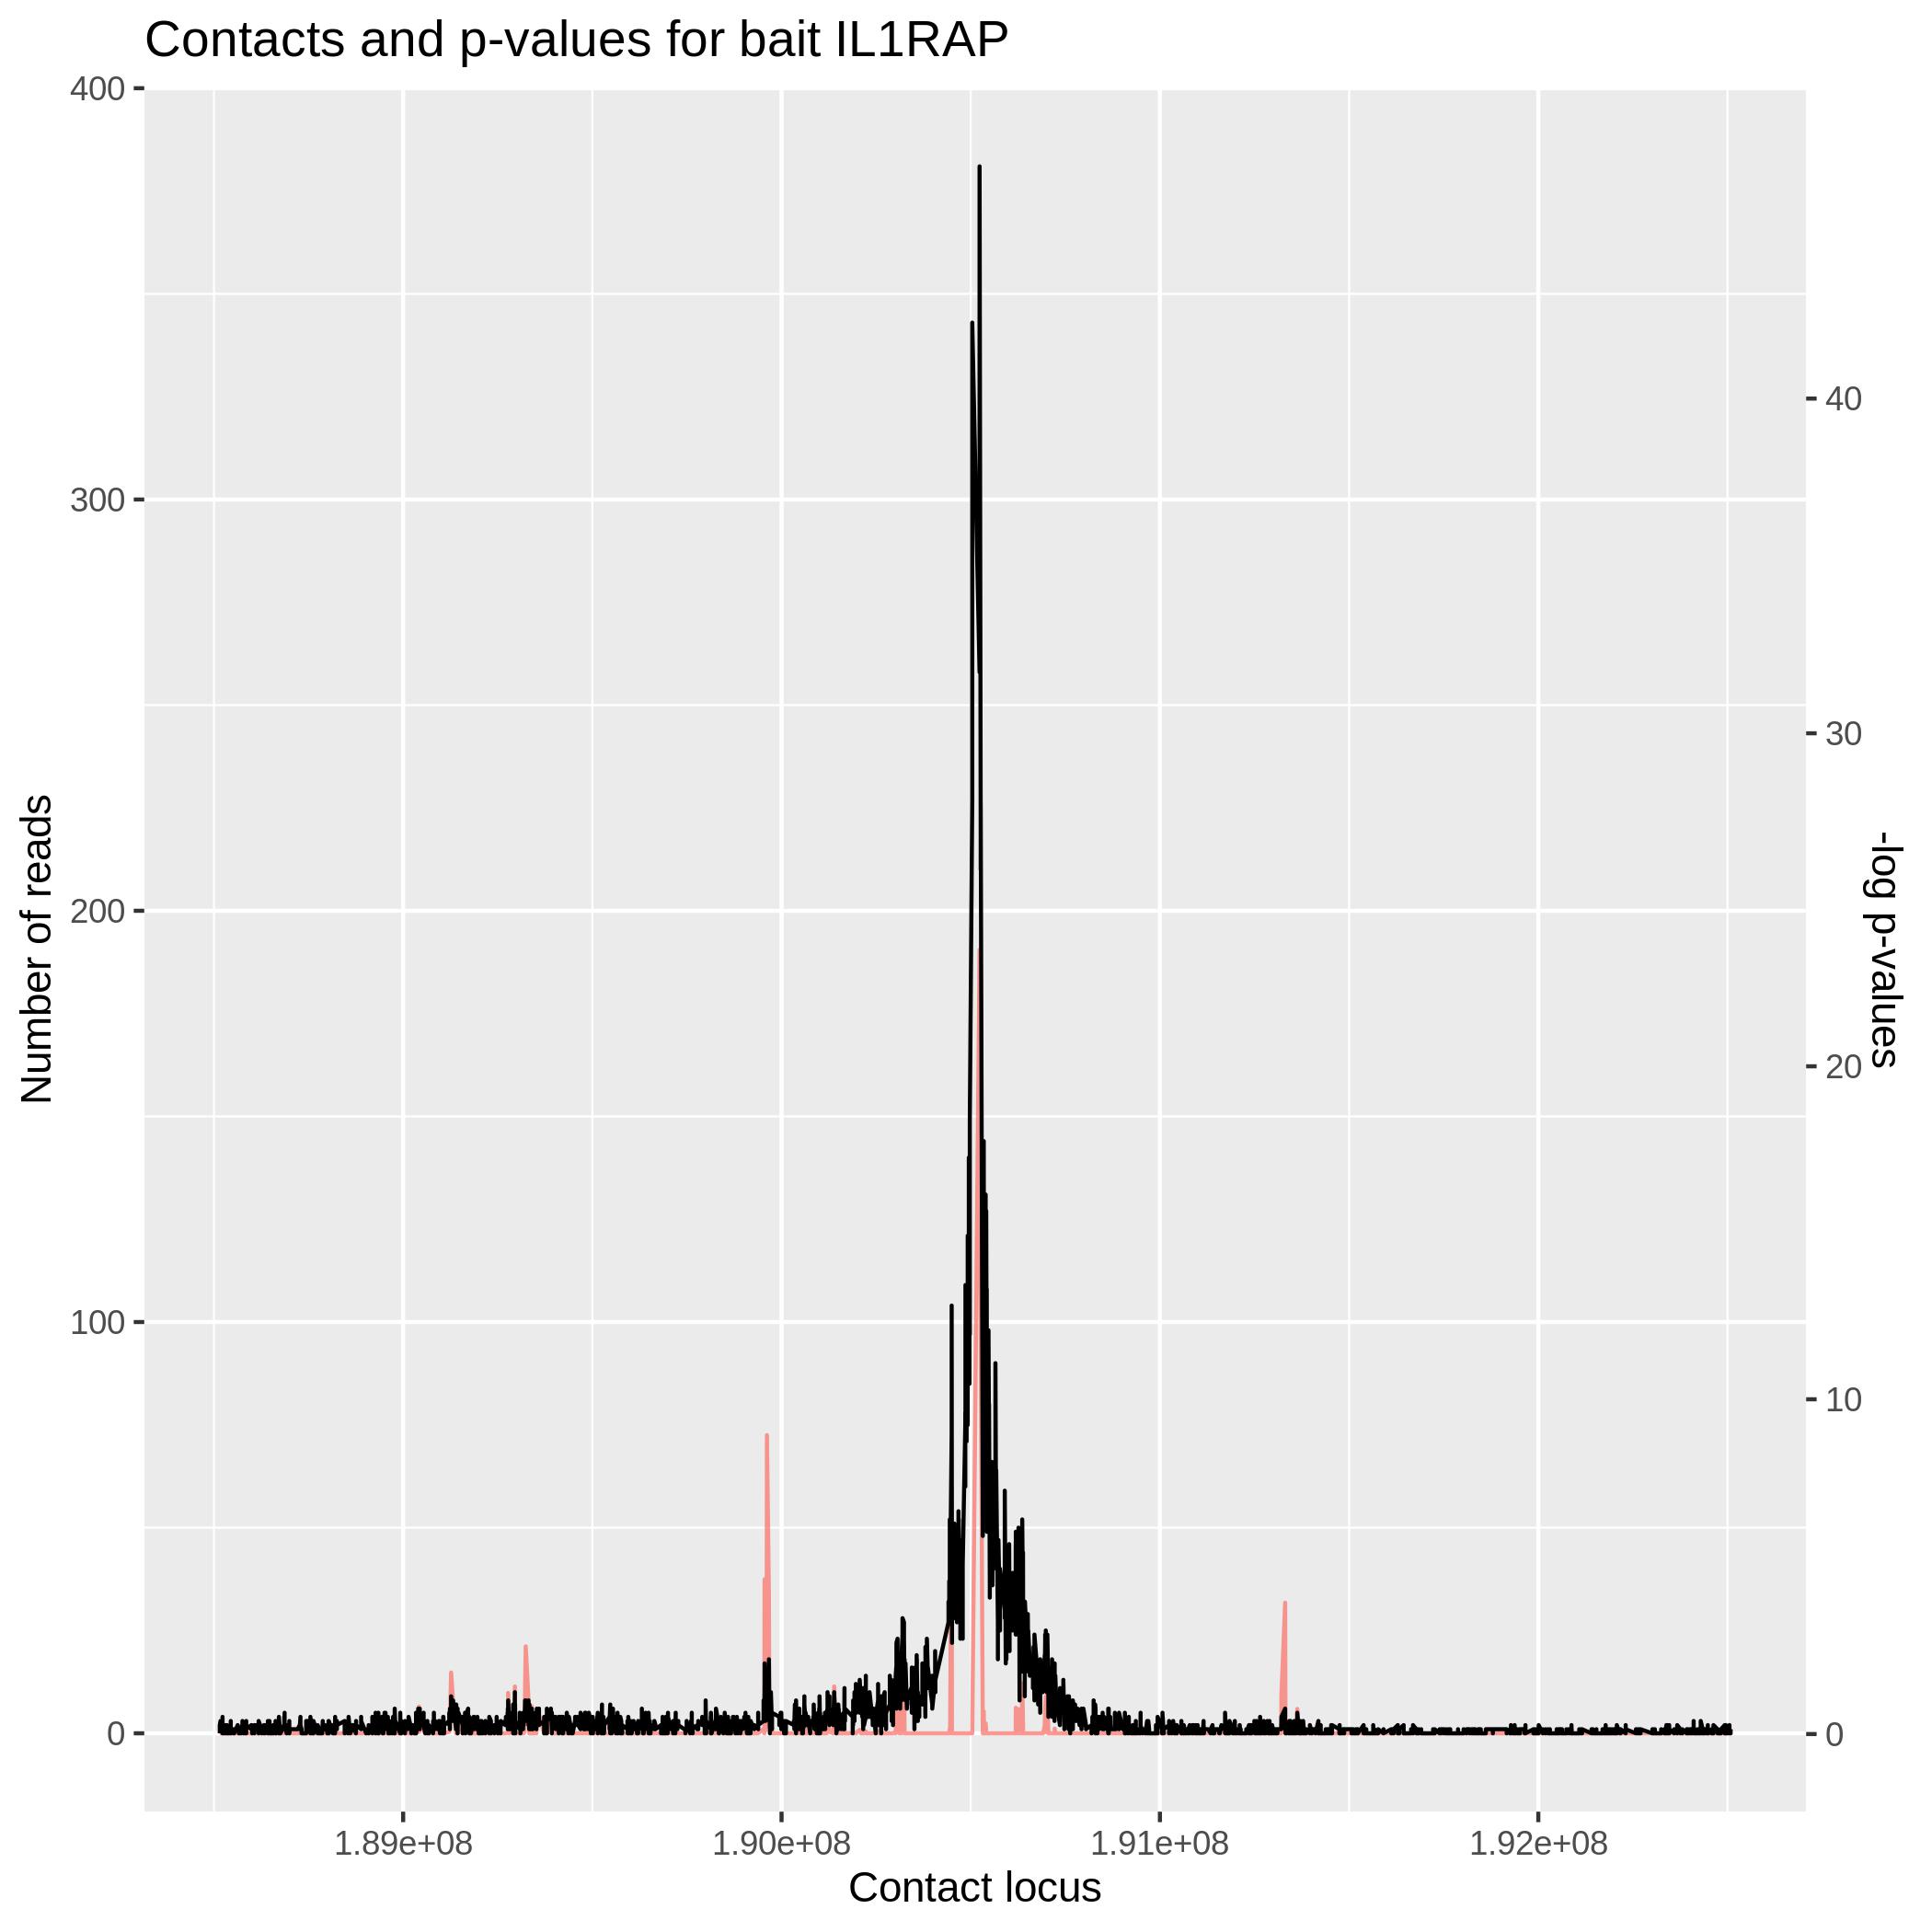 Contacts and p-values for bait IL1RAP
400
300
200
100
0
Number of reads
40
30
20
10
0
-log p-values
1.89e+08
1.90e+08
1.91e+08
1.92e+08
Contact locus